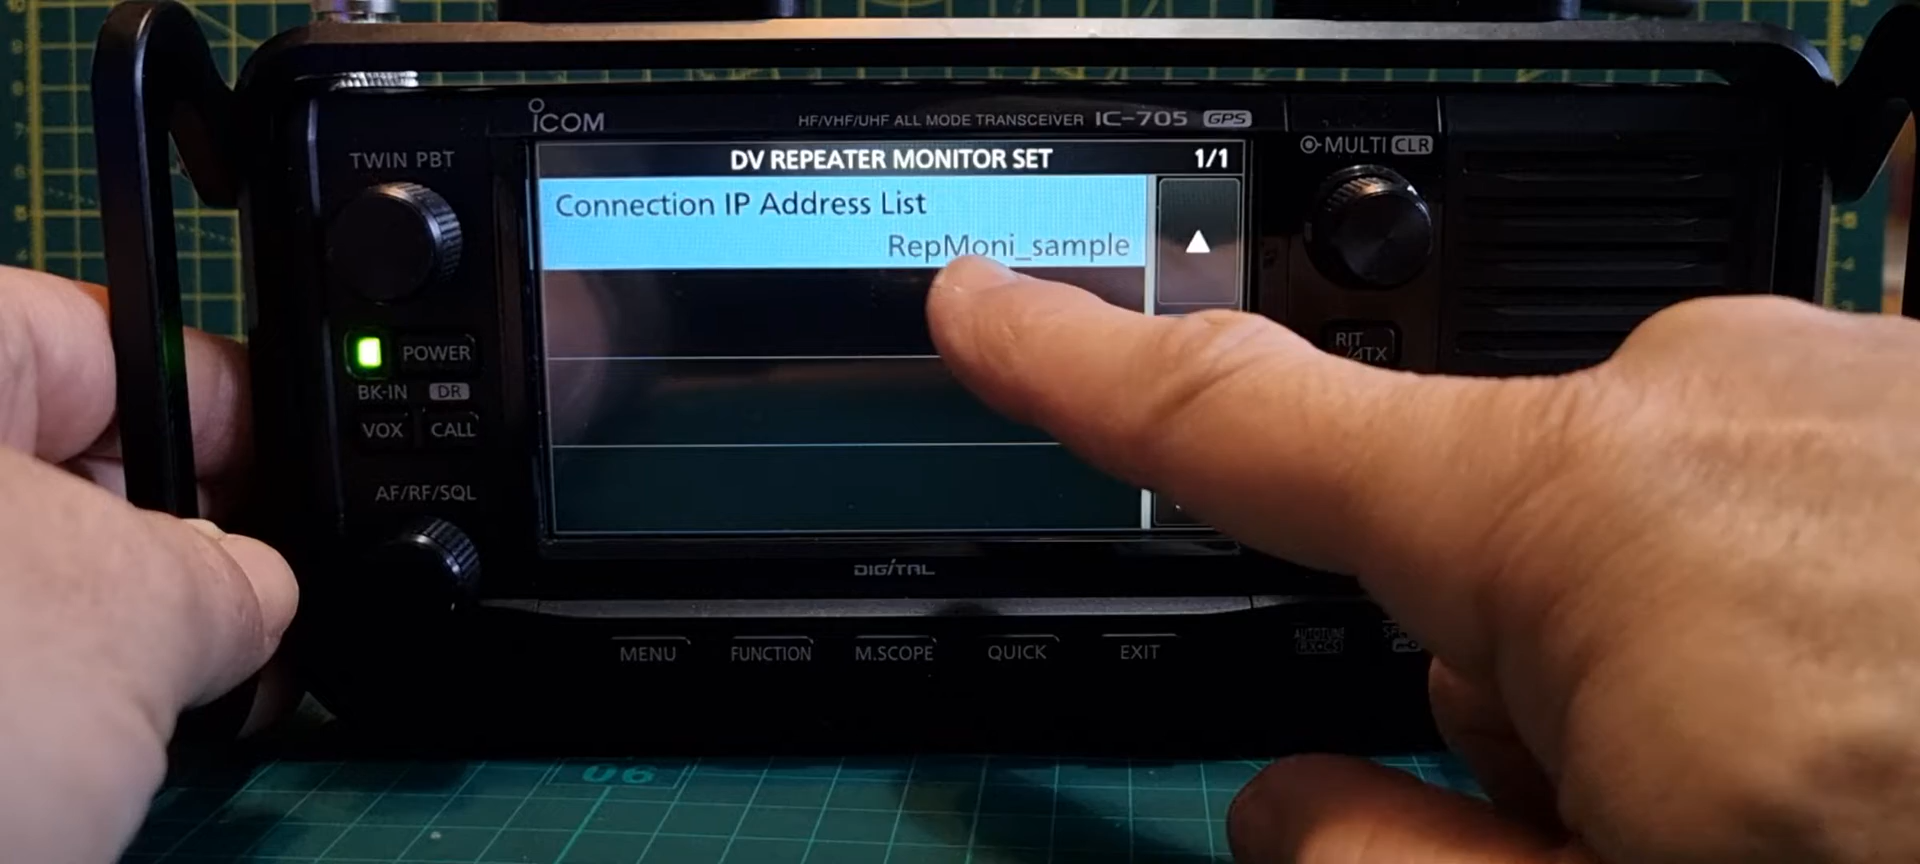 ICOM
HF/VHF/UHF ALL MODE TRANSCEIVER IC-705 GPS
TWIN PBT
DV REPEATER MONITOR SET 1/1
MULTI CLR
Connection IP Address List
RepMoni_sample
RIT
POWER
BK-IN DR
VOX CALL
AF/RF/SQL
DIGITAL
MENU FUNCTION M.SCOPE QUICK EXIT
AUTOTUNE
06